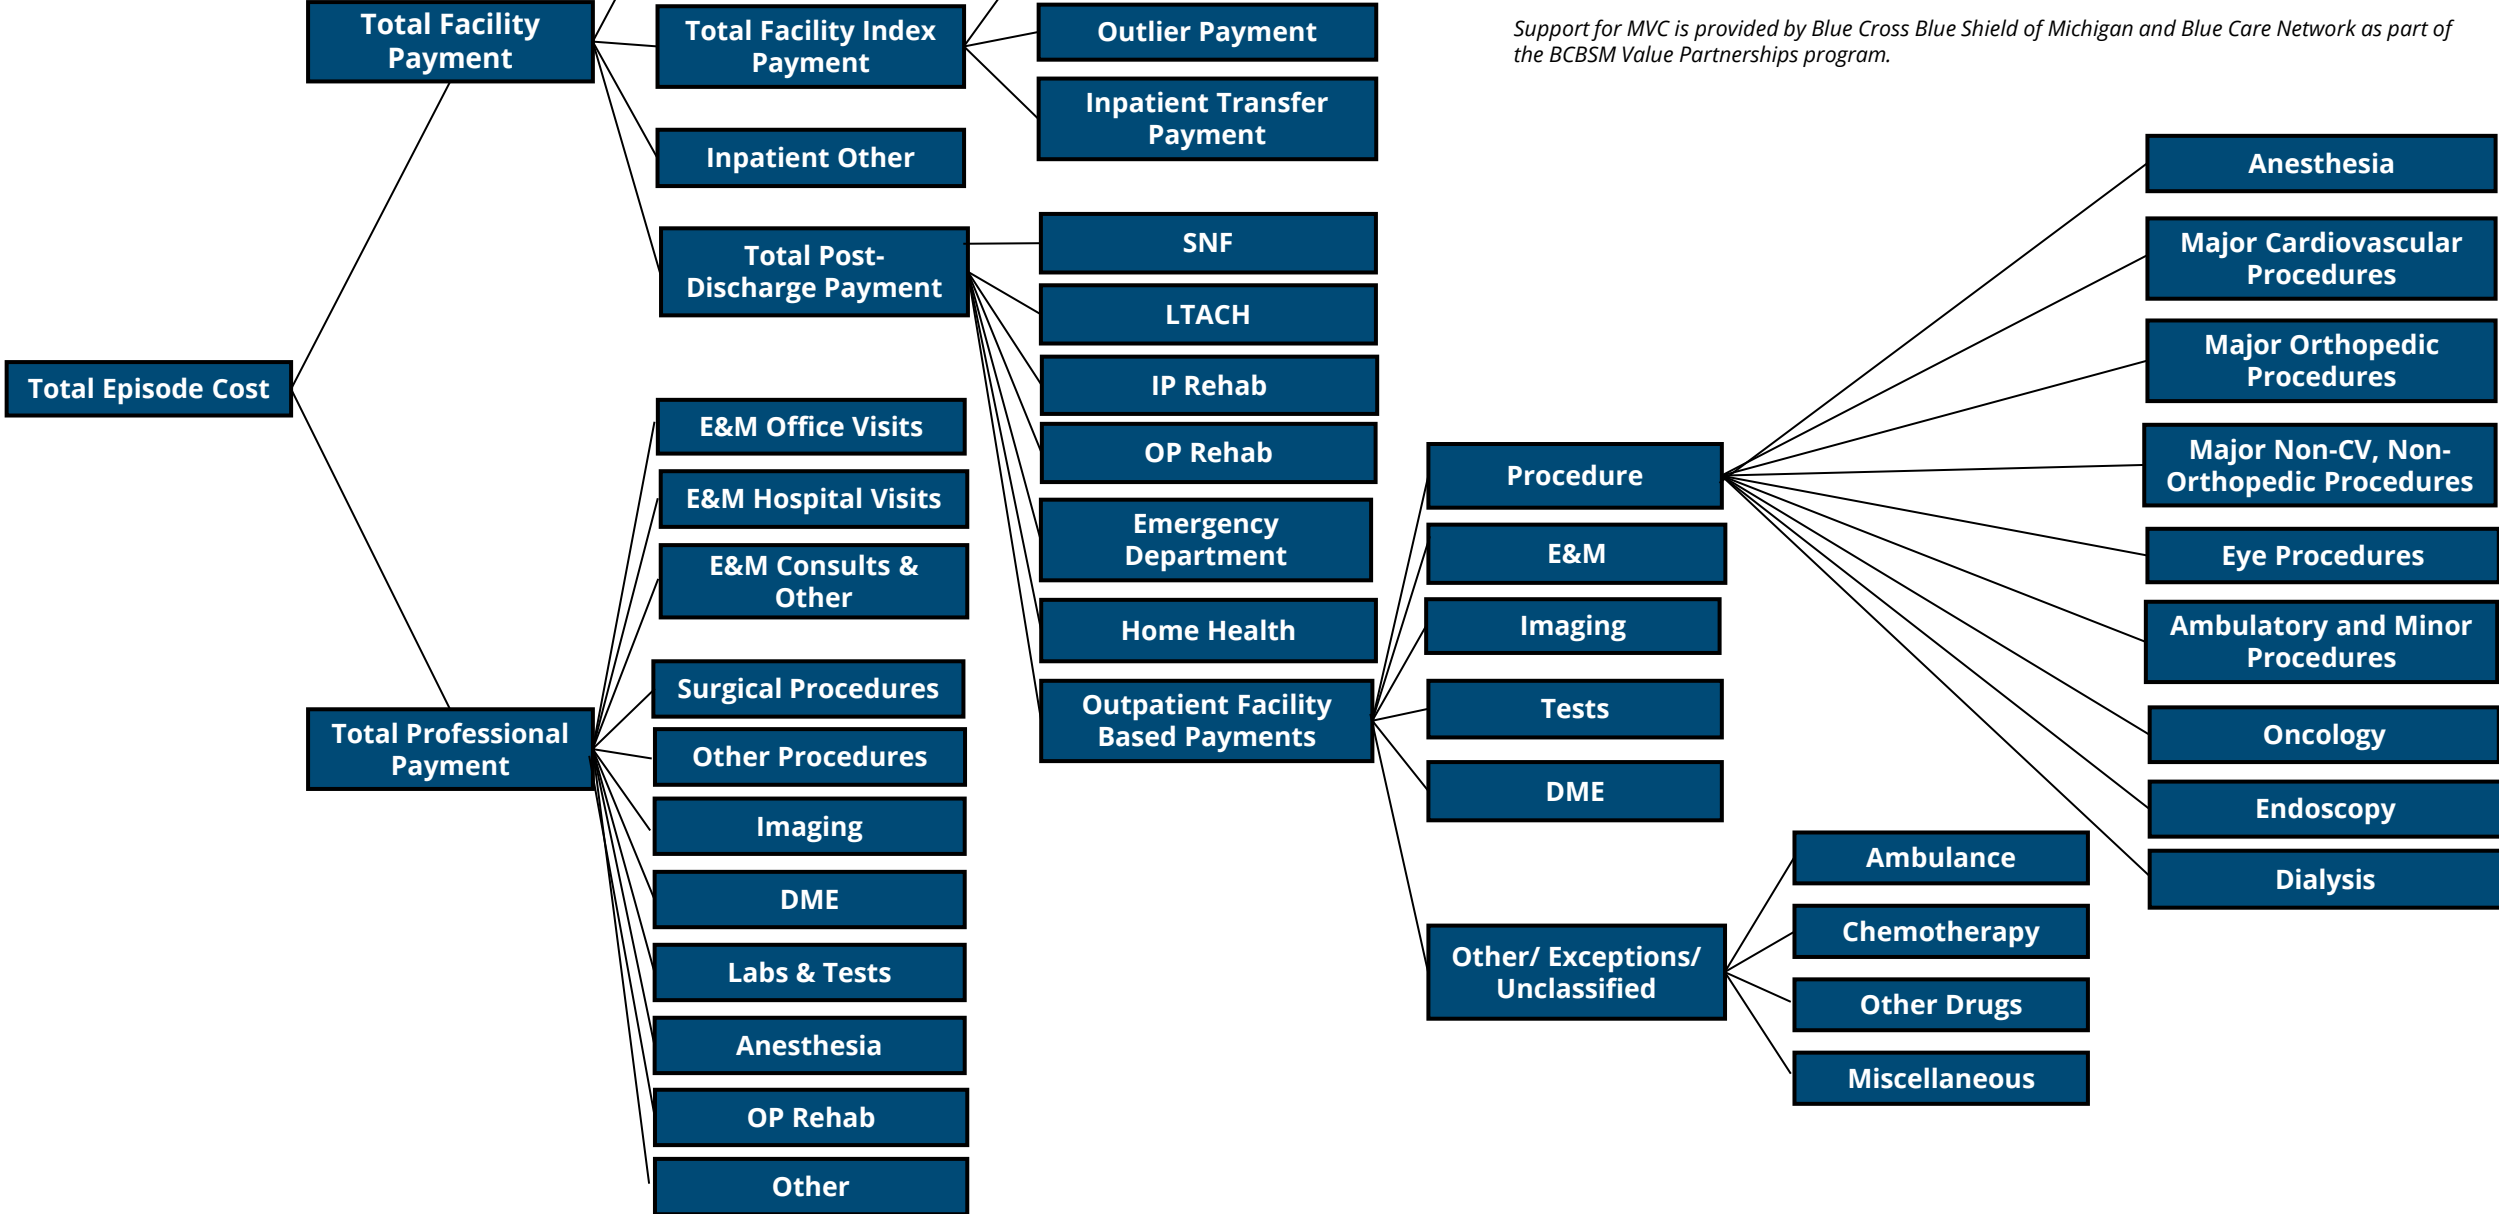 Total Facility
Payment
Total Facility Index
Payment
Outlier Payment
Inpatient Transfer
Payment
Support for MVC is provided by Blue Cross Blue Shield of Michigan and Blue Care Network as part of
the BCBSM Value Partnerships program.
Inpatient Other
Total Post-
Discharge Payment
SNF
LTACH
IP Rehab
OP Rehab
Emergency
Department
Home Health
Outpatient Facility
Based Payments
Total Episode Cost
E&M Office Visits
E&M Hospital Visits
E&M Consults &
Other
Surgical Procedures
Total Professional
Payment
Other Procedures
Imaging
DME
Labs & Tests
Anesthesia
OP Rehab
Other
Procedure
E&M
Imaging
Tests
DME
Other/ Exceptions/
Unclassified
Ambulance
Chemotherapy
Other Drugs
Miscellaneous
Anesthesia
Major Cardiovascular
Procedures
Major Orthopedic
Procedures
Major Non-CV, Non-
Orthopedic Procedures
Eye Procedures
Ambulatory and Minor
Procedures
Oncology
Endoscopy
Dialysis